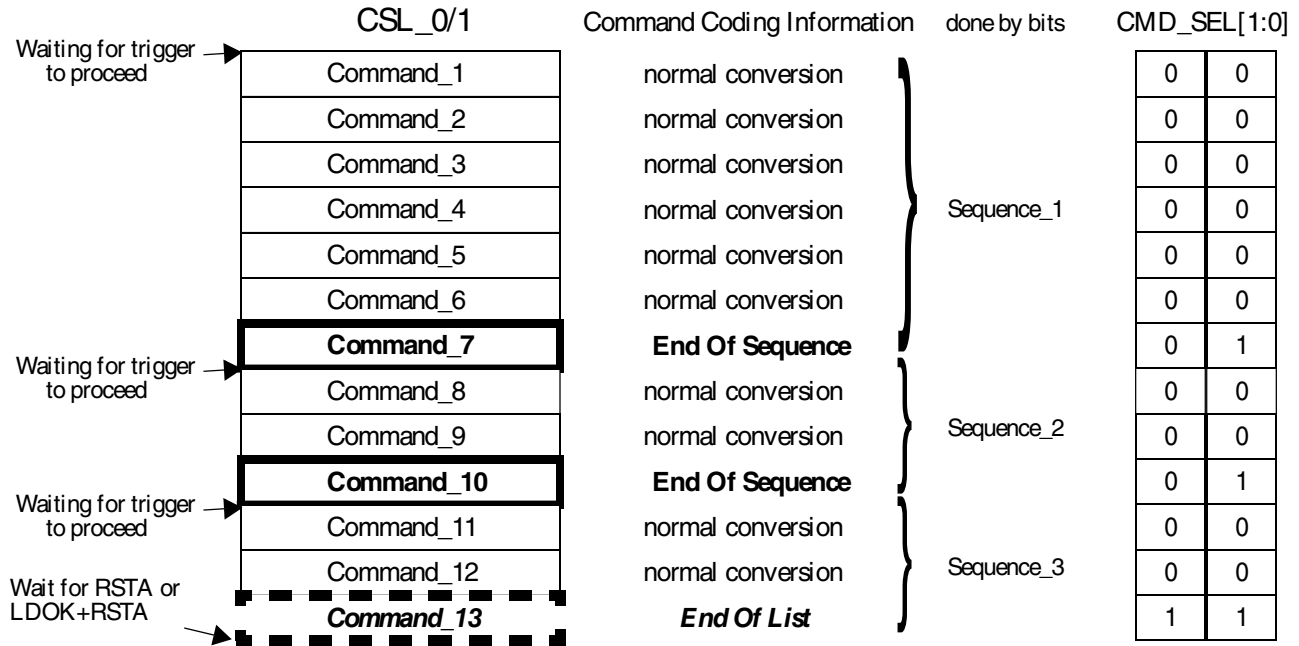 CSL_0/1 Command Coding Information done by bits CMD_SEL[1:0]
Waiting for trigger
to proceed
Command_1 normal conversion 0 0
Command_2 normal conversion 0 0
Command_3 normal conversion 0 0
Command_4 normal conversion Sequence_1 0 0
Command_5 normal conversion 0 0
Command_6 normal conversion 0 0
Command_7 End Of Sequence 0 1
Waiting for trigger
to proceed
Command_8 normal conversion 0 0
Command_9 normal conversion Sequence_2 0 0
Command_10 End Of Sequence 0 1
Waiting for trigger
to proceed
Command_11 normal conversion 0 0
Command_12 normal conversion Sequence_3 0 0
Wait for RSTA or
LDOK+RSTA
Command_13 End Of List 1 1